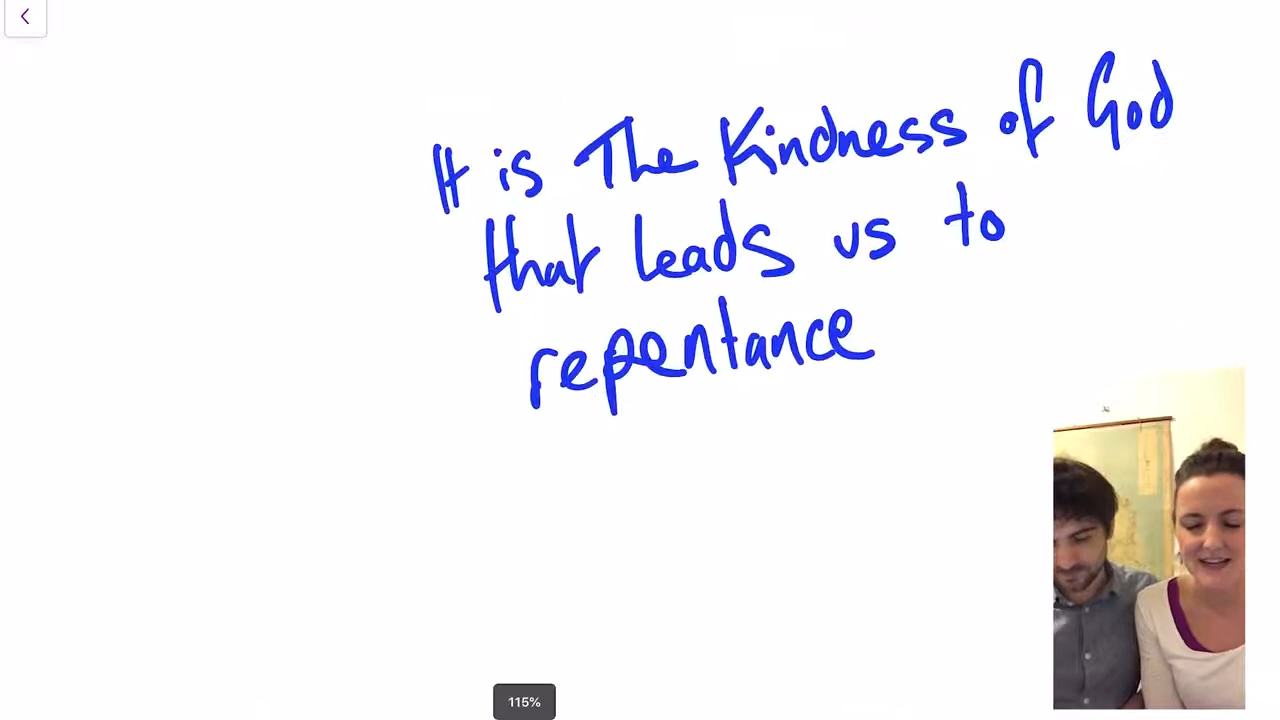 It is The Kindness of God
that leads us to
repentance
115%